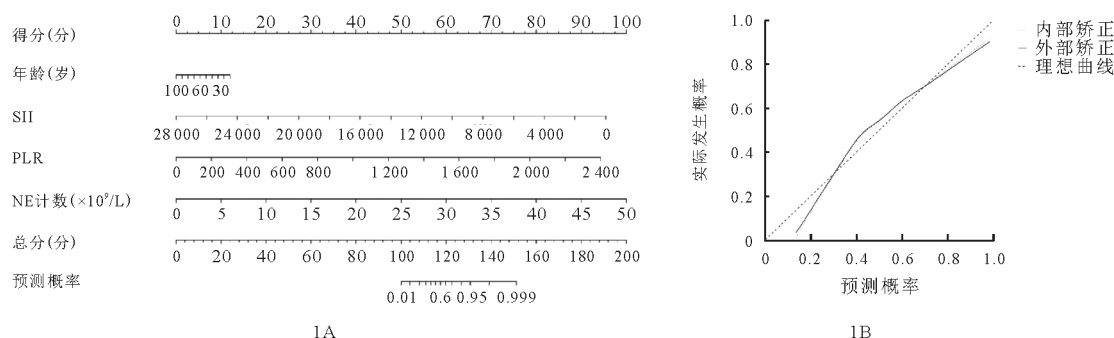 得分(分)
0 10 20 30 40 50 60 70 80 90 100
年龄(岁)
100 60 30
SII
28 000 24 000 20 000 16 000 12 000 8 000 4 000 0
PLR
0 200 400 600 800 1 200 1 600 2 000 2 400
NE计数(×10⁹/L)
0 5 10 15 20 25 30 35 40 45 50
总分(分)
0 20 40 60 80 100 120 140 160 180 200
预测概率
0.01 0.6 0.95 0.999
1A
实际发生概率
1.0
0.8
0.6
0.4
0.2
0
0 0.2 0.4 0.6 0.8 1.0
预测概率
内部矫正
外部矫正
理想曲线
1B